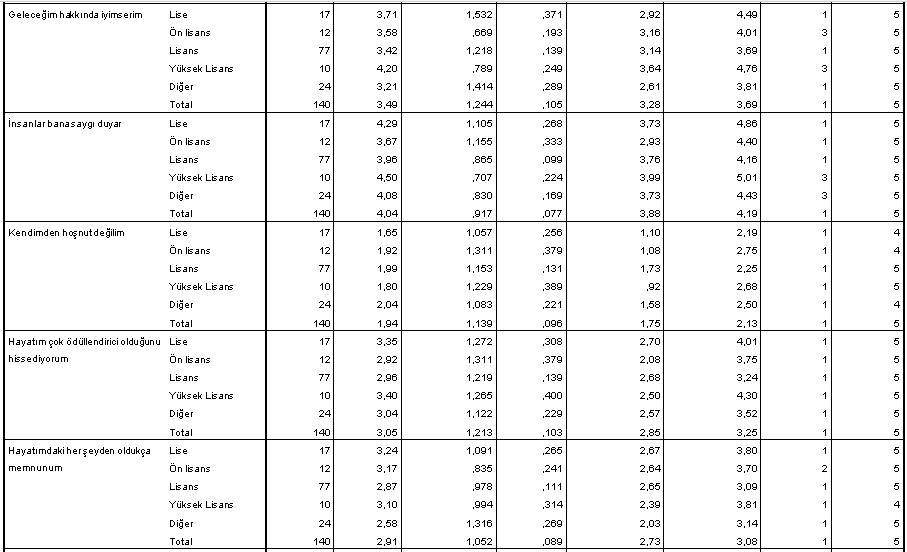 Geleceğim hakkında iyimserim Lise 17 3,71 1,532 ,371 2,92 4,49 1 5
Ön lisans 12 3,58 ,669 ,193 3,16 4,01 3 5
Lisans 77 3,42 1,218 ,139 3,14 3,69 1 5
Yüksek Lisans 10 4,20 ,789 ,249 3,64 4,76 3 5
Diğer 24 3,21 1,414 ,289 2,61 3,81 1 5
Total 140 3,49 1,244 ,105 3,28 3,69 1 5
İnsanlar bana saygı duyar Lise 17 4,29 1,105 ,268 3,73 4,86 1 5
Ön lisans 12 3,67 1,155 ,333 2,93 4,40 1 5
Lisans 77 3,96 ,865 ,099 3,76 4,16 1 5
Yüksek Lisans 10 4,50 ,707 ,224 3,99 5,01 3 5
Diğer 24 4,08 ,830 ,169 3,73 4,43 3 5
Total 140 4,04 ,917 ,077 3,88 4,19 1 5
Kendimden hoşnut değilim Lise 17 1,65 1,057 ,256 1,10 2,19 1 4
Ön lisans 12 1,92 1,311 ,379 1,08 2,75 1 4
Lisans 77 1,99 1,153 ,131 1,73 2,25 1 5
Yüksek Lisans 10 1,80 1,229 ,389 ,92 2,68 1 5
Diğer 24 2,04 1,083 ,221 1,58 2,50 1 4
Total 140 1,94 1,139 ,096 1,75 2,13 1 5
Hayatım çok ödüllendirici olduğunu Lise 17 3,35 1,272 ,308 2,70 4,01 1 5
hissediyorum Ön lisans 12 2,92 1,311 ,379 2,08 3,75 1 5
Lisans 77 2,96 1,219 ,139 2,68 3,24 1 5
Yüksek Lisans 10 3,40 1,265 ,400 2,50 4,30 1 5
Diğer 24 3,04 1,122 ,229 2,57 3,52 1 5
Total 140 3,05 1,213 ,103 2,85 3,25 1 5
Hayatımdaki her şeyden oldukça Lise 17 3,24 1,091 ,265 2,67 3,80 1 5
memnunum Ön lisans 12 3,17 ,835 ,241 2,64 3,70 2 5
Lisans 77 2,87 ,978 ,111 2,65 3,09 1 5
Yüksek Lisans 10 3,10 ,994 ,314 2,39 3,81 1 4
Diğer 24 2,58 1,316 ,269 2,03 3,14 1 5
Total 140 2,91 1,052 ,089 2,73 3,08 1 5